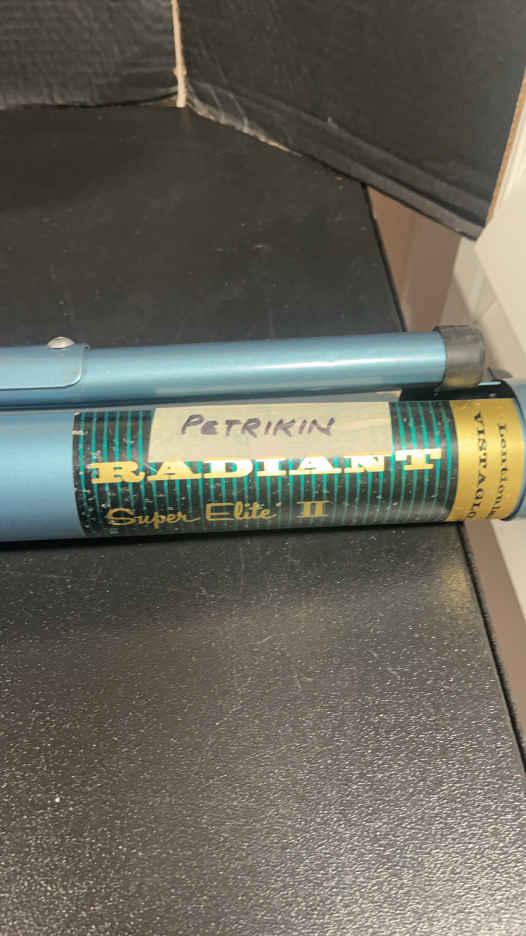 PETRIKIN
RADIANT
Super Elite II
Lenticular
VISTAGLO